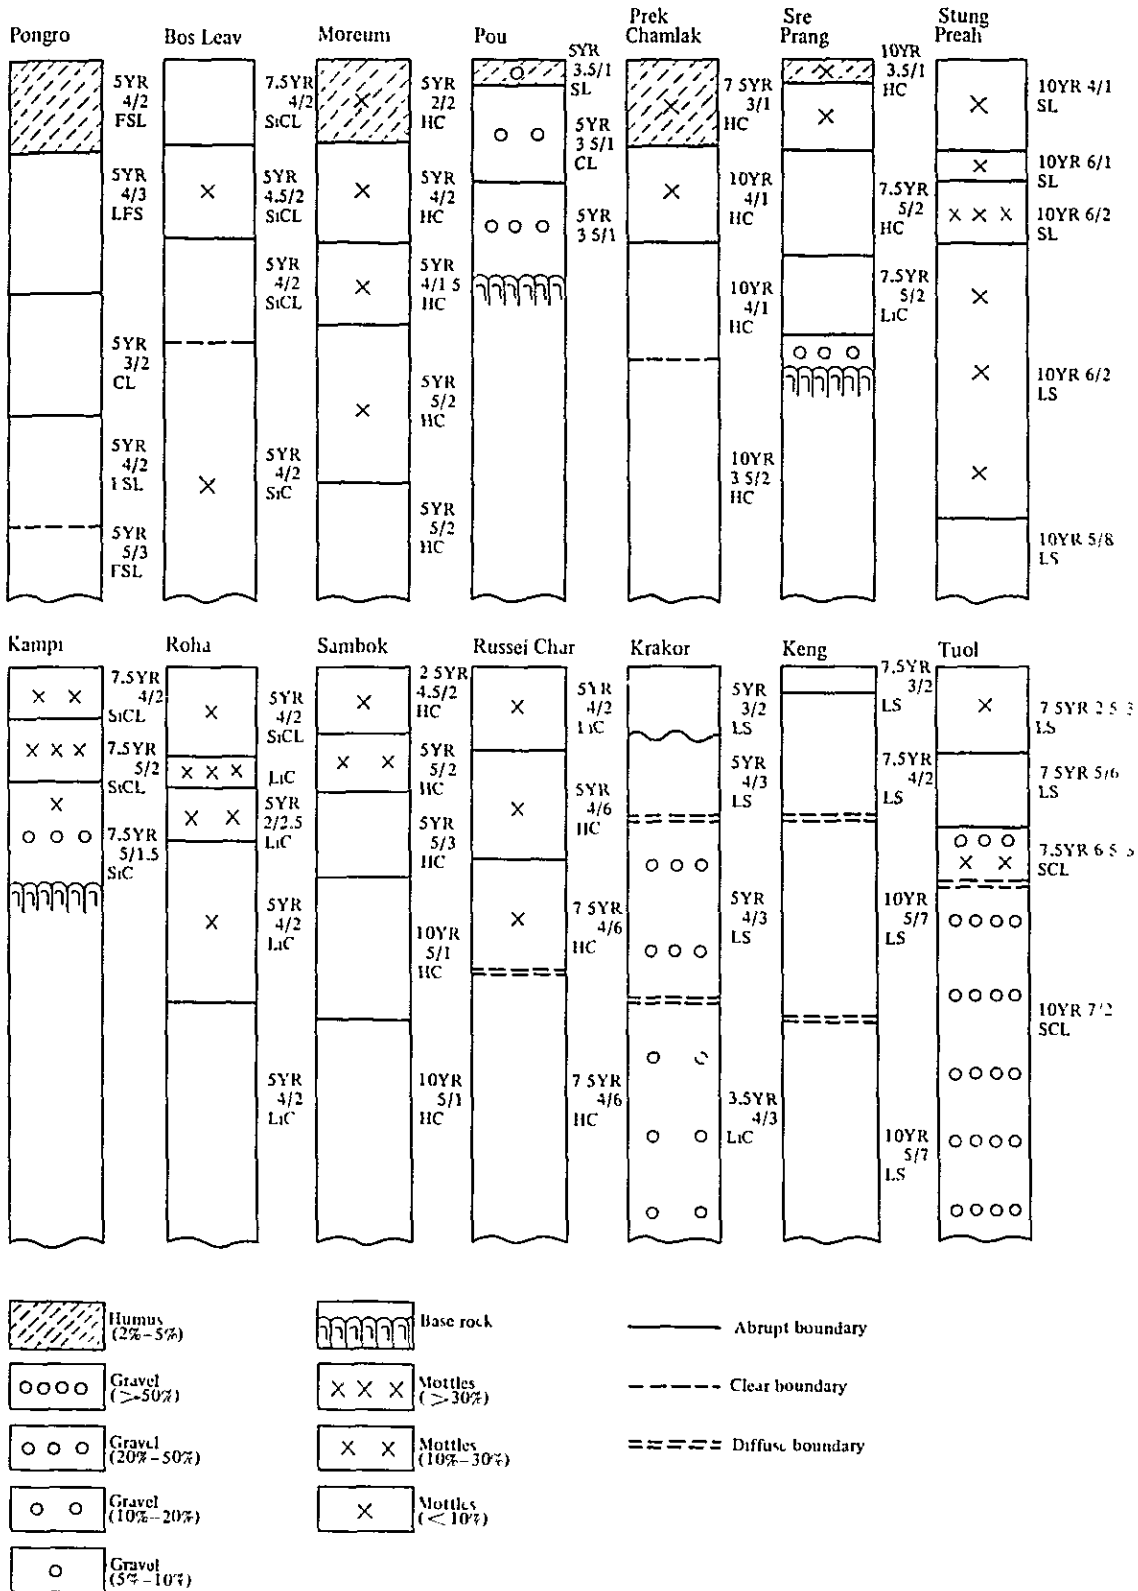 Pongro
5YR
4/2
FSL
5YR
4/3
LFS
5YR
3/2
CL
5YR
4/2
5YR
5/3
FSL
Bos Leav
7.5YR
4/2
SiCL
5YR
4.5/2
SiCL
5YR
4/2
SiCL
5YR
4/2
SiC
Moreum
5YR
2/2
HC
5YR
4/2
HC
5YR
4/1 5
HC
5YR
5/2
HC
5YR
5/2
HC
Pou
5YR
3.5/1
SL
5YR
3 5/1
CL
5YR
3 5/1
Prek
Chamlak
7 5YR
3/1
HC
10YR
4/1
HC
10YR
4/1
HC
10YR
3 5/2
HC
Sre
Prang
10YR
3.5/1
HC
7.5YR
5/2
HC
7.5YR
5/2
LiC
Stung
Preah
10YR 4/1
SL
10YR 6/1
SL
10YR 6/2
SL
10YR 6/2
LS
10YR 5/8
LS
Kampi
7.5YR
4/2
SiCL
7.5YR
5/2
SiCL
7.5YR
5/1.5
SiC
Roha
5YR
4/2
SiCL
LiC
5YR
2/2.5
LiC
5YR
4/2
LiC
5YR
4/2
LiC
Sambok
2 5YR
4.5/2
HC
5YR
5/2
HC
5YR
5/3
HC
10YR
5/1
HC
10YR
5/1
HC
Russei Char
5YR
4/2
LiC
5YR
4/6
HC
7 5YR
4/6
HC
7 5YR
4/6
HC
Krakor
5YR
3/2
LS
5YR
4/3
LS
5YR
4/3
LS
3.5YR
4/3
LiC
Keng
7.5YR
3/2
LS
7.5YR
4/2
LS
10YR
5/7
LS
10YR
5/7
LS
Tuol
7 5YR 2 5 3
LS
7 5YR 5/6
LS
7.5YR 6 5
SCL
10YR 7/2
SCL
Humus
(2%-5%)
Gravel
(>50%)
Gravel
(20%-50%)
Gravel
(10%-20%)
Gravel
(5%-10%)
Base rock
Mottles
(>30%)
Mottles
(10%-30%)
Mottles
(<10%)
Abrupt boundary
Clear boundary
Diffuse boundary